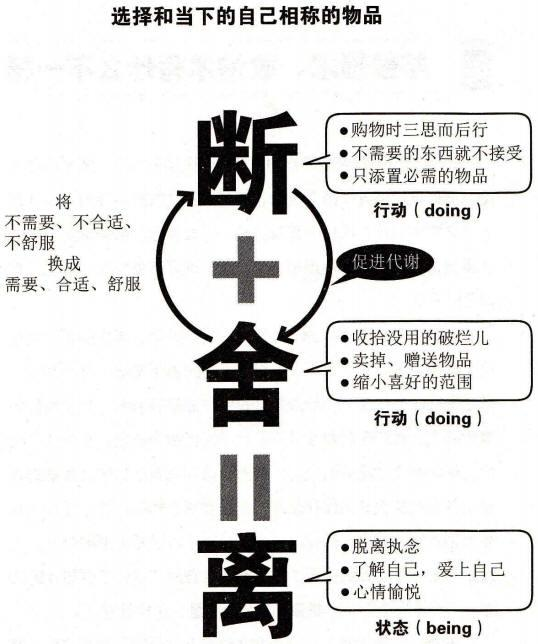 选择和当下的自己相称的物品
断
●购物时三思而后行
●不需要的东西就不接受
●只添置必需的物品
行动（doing）
将
不需要、不合适、
不舒服
换成
需要、合适、舒服
+
促进代谢
舍
●收拾没用的破烂儿
●卖掉、赠送物品
●缩小喜好的范围
行动（doing）
离
●脱离执念
●了解自己，爱上自己
●心情愉悦
状态（being）